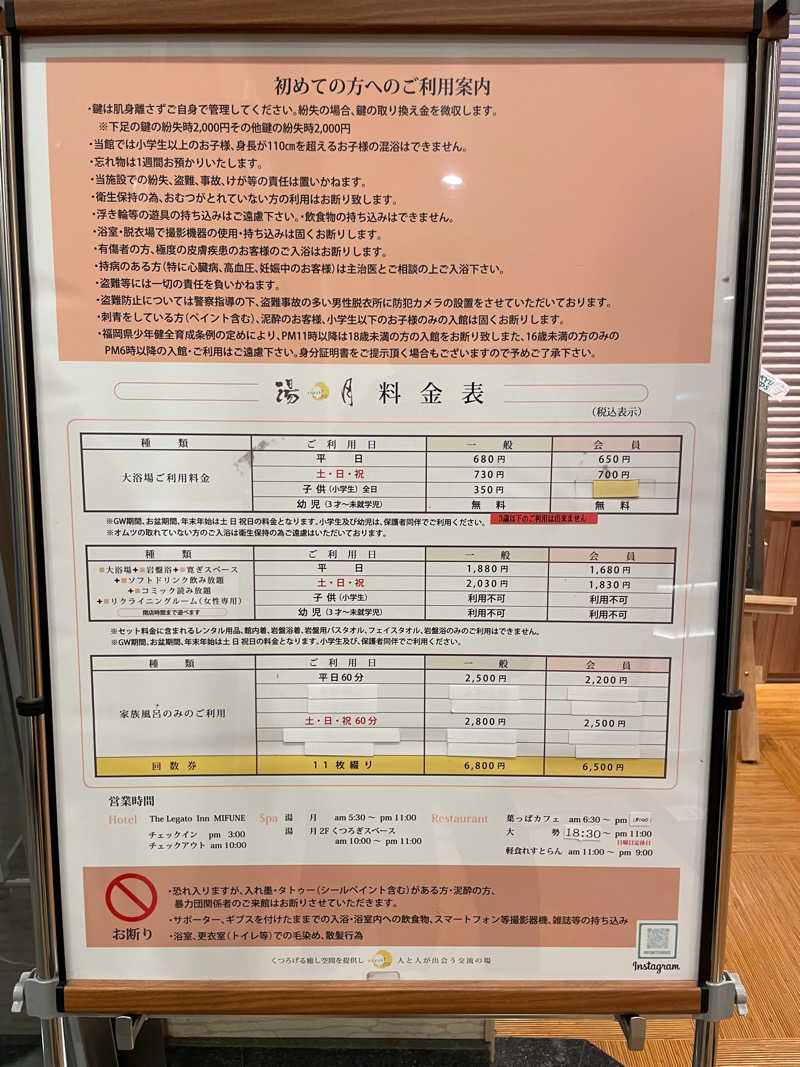 初めての方へのご利用案内
・鍵は肌身離さずご自身で管理してください。紛失の場合、鍵の取り換え金を徴収します。
※下足の鍵の紛失時2,000円その他鍵の紛失時2,000円
・当館では小学生以上のお子様、身長が110cmを超えるお子様の混浴はできません。
・忘れ物は1週間お預かりいたします。
・当施設での紛失、盗難、事故、けが等の責任は置いかねます。
・衛生保持の為、おむつがとれていない方の利用はお断り致します。
・浮き輪等の遊具の持ち込みはご遠慮下さい。・飲食物の持ち込みはできません。
・浴室・脱衣場で撮影機器の使用・持ち込みは固くお断りします。
・有傷者の方、極度の皮膚疾患のお客様のご入浴はお断りします。
・持病のある方(特に心臓病、高血圧、妊娠中のお客様)は主治医とご相談の上ご入浴下さい。
・盗難等には一切の責任を負いかねます。
・盗難防止については警察指導の下、盗難事故の多い男性脱衣所に防犯カメラの設置をさせていただいております。
・刺青をしている方(ペイント含む)、泥酔のお客様、小学生以下のお子様のみの入館は固くお断りします。
・福岡県少年健全育成条例の定めにより、PM11時以降は18歳未満の方の入館をお断り致しまた、16歳未満の方のみの
PM6時以降の入館・ご利用はご遠慮下さい。身分証明書をご提示頂く場合もございますので予めご了承下さい。
湯月 料金表
(税込表示)
種類 ご利用日 一般 会員
大浴場ご利用料金 平日 680円 650円
土・日・祝 730円 700円
子供(小学生)全日 350円
幼児(3才〜未就学児) 無料 無料
※GW期間、お盆期間、年末年始は土日祝日の料金となります。小学生及び幼児は、保護者同伴でご利用ください。 3歳以下のご利用は出来ません
※オムツの取れていない方のご入浴は衛生保持の為ご遠慮はいただいております。
種類 ご利用日 一般 会員
■大浴場+■岩盤浴+■寛ぎスペース 平日 1,880円 1,680円
+■ソフトドリンク飲み放題 土・日・祝 2,030円 1,830円
+■コミック読み放題 子供(小学生) 利用不可 利用不可
+■リクライニングルーム(女性専用) 幼児(3才〜未就学児) 利用不可 利用不可
閉店時間まで遊べます
※セット料金に含まれるレンタル用品、館内着、岩盤浴着、岩盤用バスタオル、フェイスタオル、岩盤浴のみのご利用はできません。
※GW期間、お盆期間、年末年始は土日祝日の料金となります。小学生及び、保護者同伴でご利用ください。
種類 ご利用日 一般 会員
家族風呂のみのご利用 平日60分 2,500円 2,200円
土・日・祝60分 2,800円 2,500円
回数券 11枚綴り 6,800円 6,500円
営業時間
Hotel The Legato Inn MIFUNE
チェックイン pm 3:00
チェックアウト am 10:00
Spa 湯月 am 5:30〜pm 11:00
湯月2Fくつろぎスペース
am 10:00〜pm 11:00
Restaurant 葉っぱカフェ am 6:30〜pm
大勢 18:30〜pm 11:00
日曜日定休日
軽食れすとらん am 11:00〜pm 9:00
お断り
・恐れ入りますが、入れ墨・タトゥー(シールペイント含む)がある方・泥酔の方、
暴力団関係者のご来館はお断りさせていただきます。
・サポーター、ギブスを付けたままでの入浴・浴室内への飲食物、スマートフォン等撮影器機、雑誌等の持ち込み
・浴室、更衣室(トイレ等)での毛染め、散髪行為
くつろげる癒し空間を提供し 人と人が出会う交流の場
Instagram